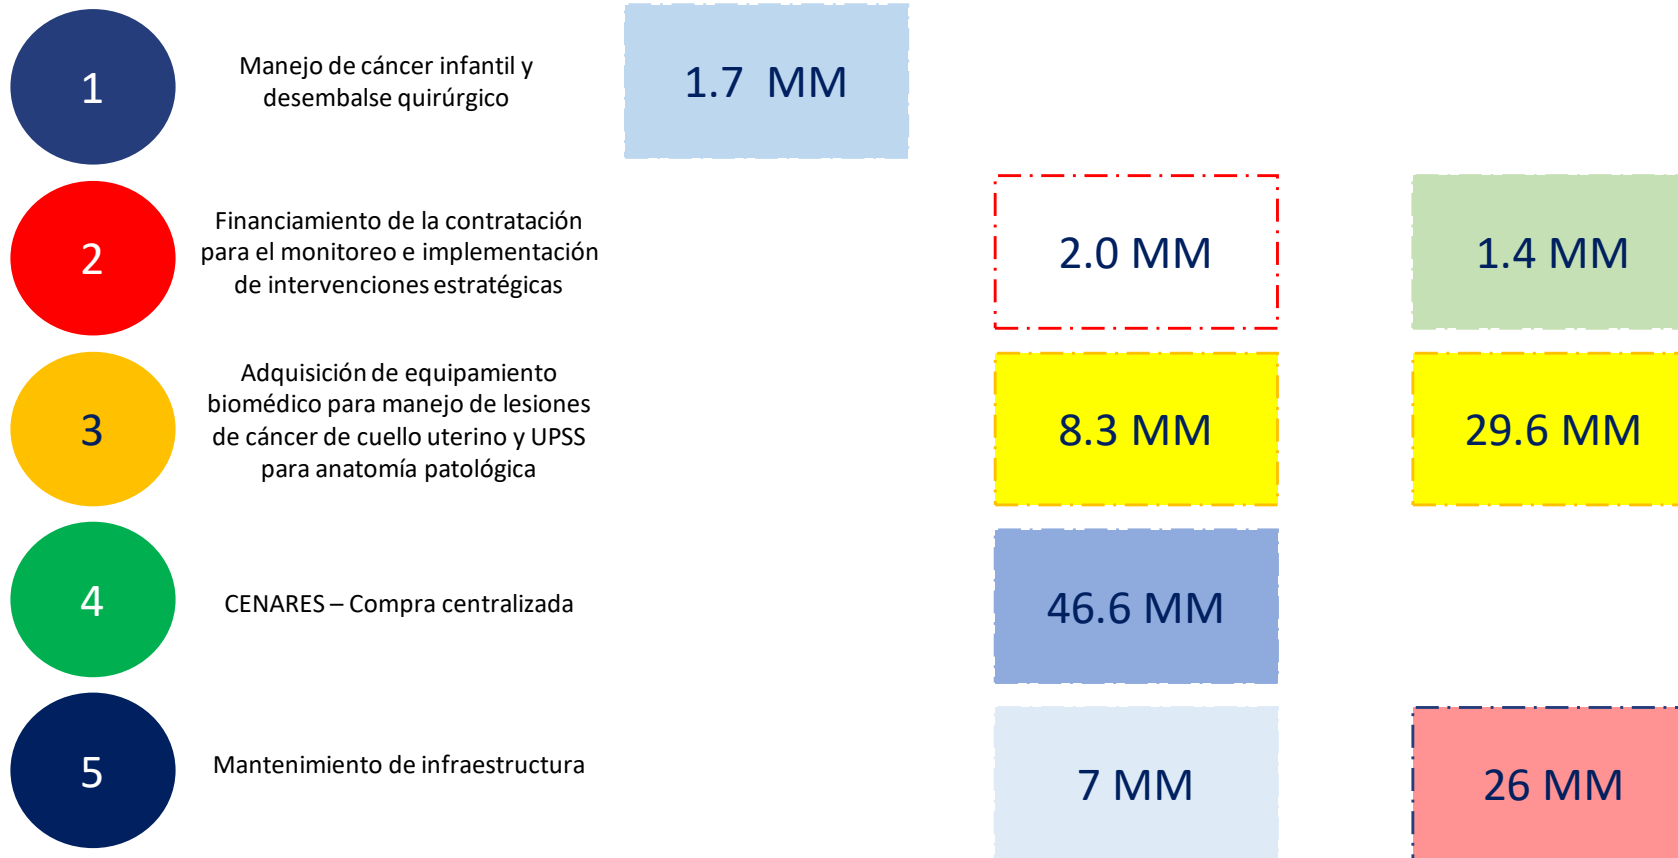 1
Manejo de cáncer infantil y
desembalse quirúrgico
1.7 MM
2
Financiamiento de la contratación
para el monitoreo e implementación
de intervenciones estratégicas
2.0 MM
1.4 MM
3
Adquisición de equipamiento
biomédico para manejo de lesiones
de cáncer de cuello uterino y UPSS
para anatomía patológica
8.3 MM
29.6 MM
4
CENARES – Compra centralizada
46.6 MM
5
Mantenimiento de infraestructura
7 MM
26 MM